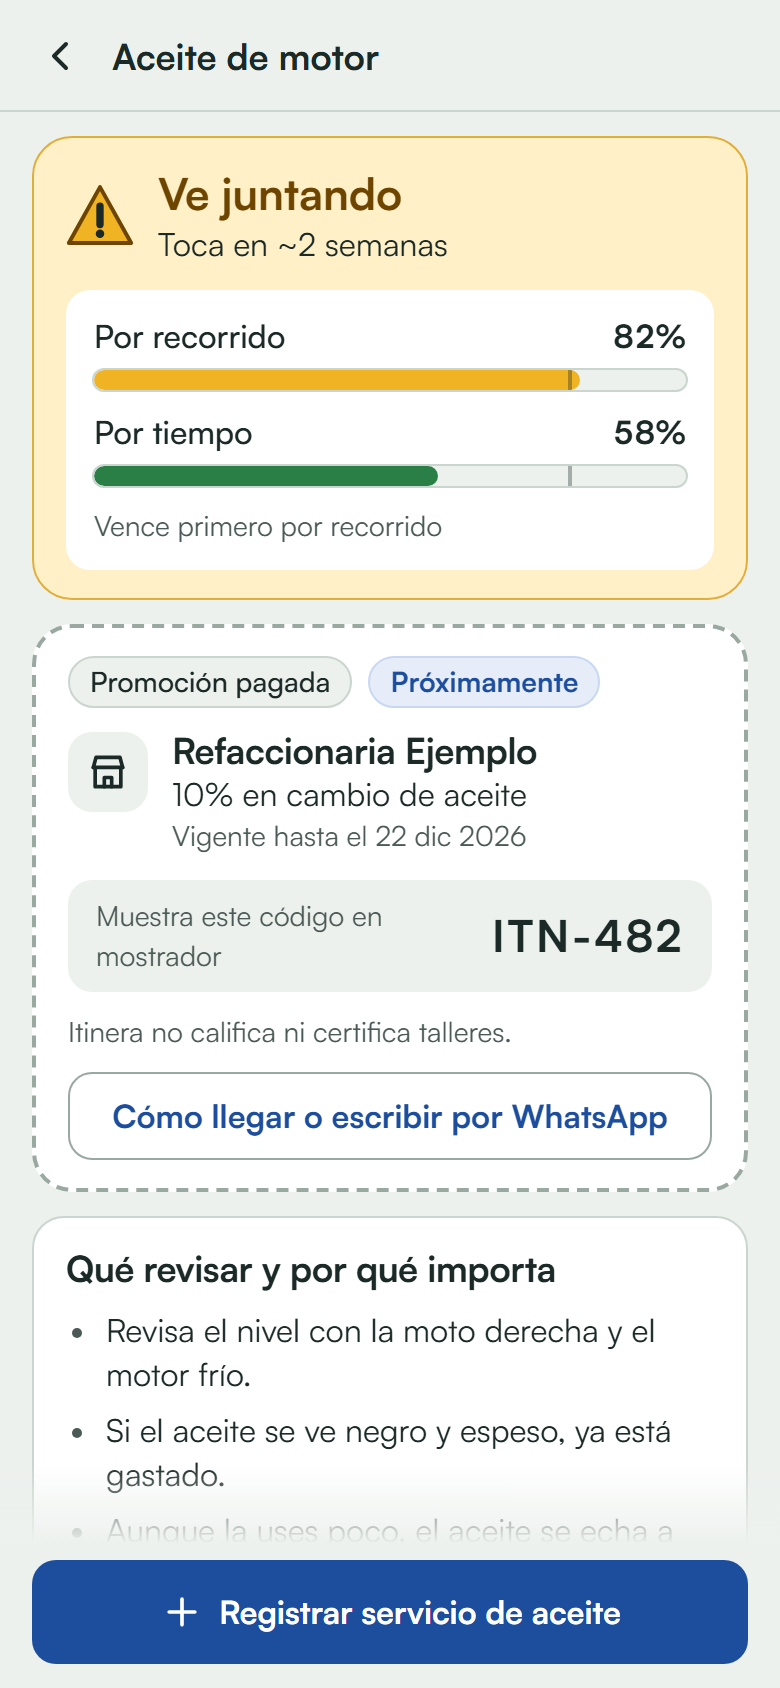 Aceite de motor
Ve juntando
Toca en ~2 semanas
Por recorrido 82%
Por tiempo 58%
Vence primero por recorrido
Promoción pagada Próximamente
Refaccionaria Ejemplo
10% en cambio de aceite
Vigente hasta el 22 dic 2026
Muestra este código en
mostrador
ITN-482
Itinera no califica ni certifica talleres.
Cómo llegar o escribir por WhatsApp
Qué revisar y por qué importa
• Revisa el nivel con la moto derecha y el
motor frío.
• Si el aceite se ve negro y espeso, ya está
gastado.
• Aunque la uses poco, el aceite se echa a
+ Registrar servicio de aceite